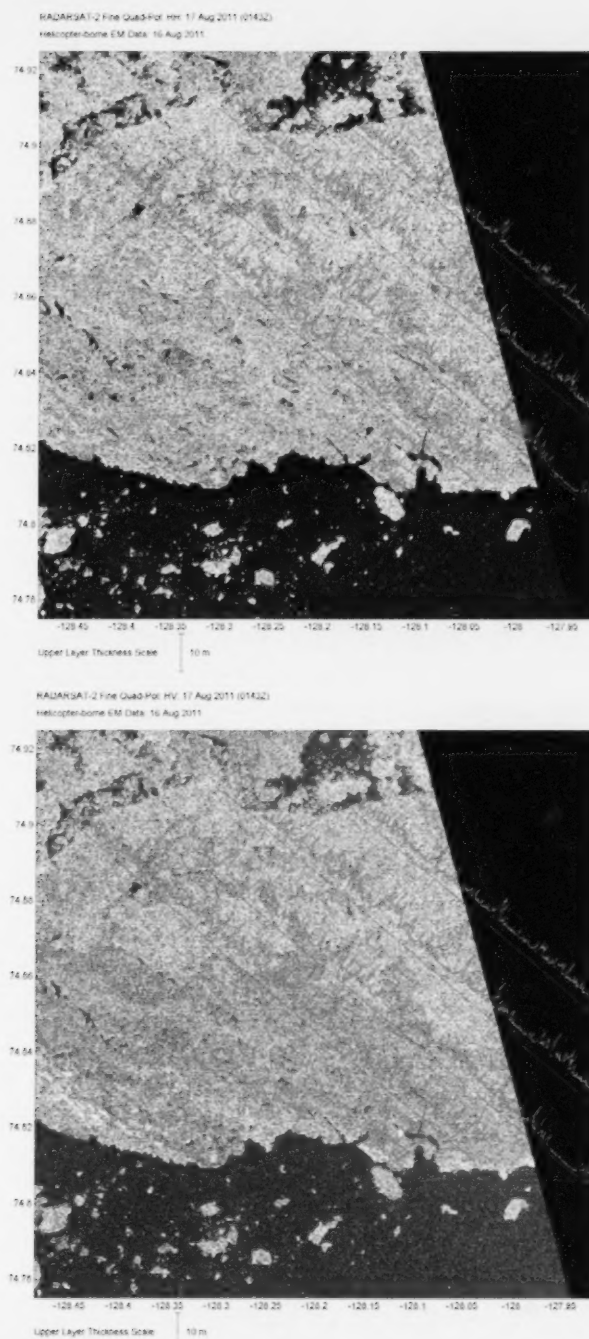 RADARSAT-2 Fine Quad-Pol: HH: 17 Aug 2011 (0143Z)
Helicopter-borne EM Data: 16 Aug 2011
74.92
74.9
74.88
74.86
74.84
74.82
74.8
74.78
-128.45 -128.4 -128.35 -128.3 -128.25 -128.2 -128.15 -128.1 -128.05 -128 -127.95
Upper Layer Thickness Scale 10 m
RADARSAT-2 Fine Quad-Pol: HV: 17 Aug 2011 (0143Z)
Helicopter-borne EM Data: 16 Aug 2011
74.92
74.9
74.88
74.86
74.84
74.82
74.8
74.78
-128.45 -128.4 -128.35 -128.3 -128.25 -128.2 -128.15 -128.1 -128.05 -128 -127.95
Upper Layer Thickness Scale 10 m